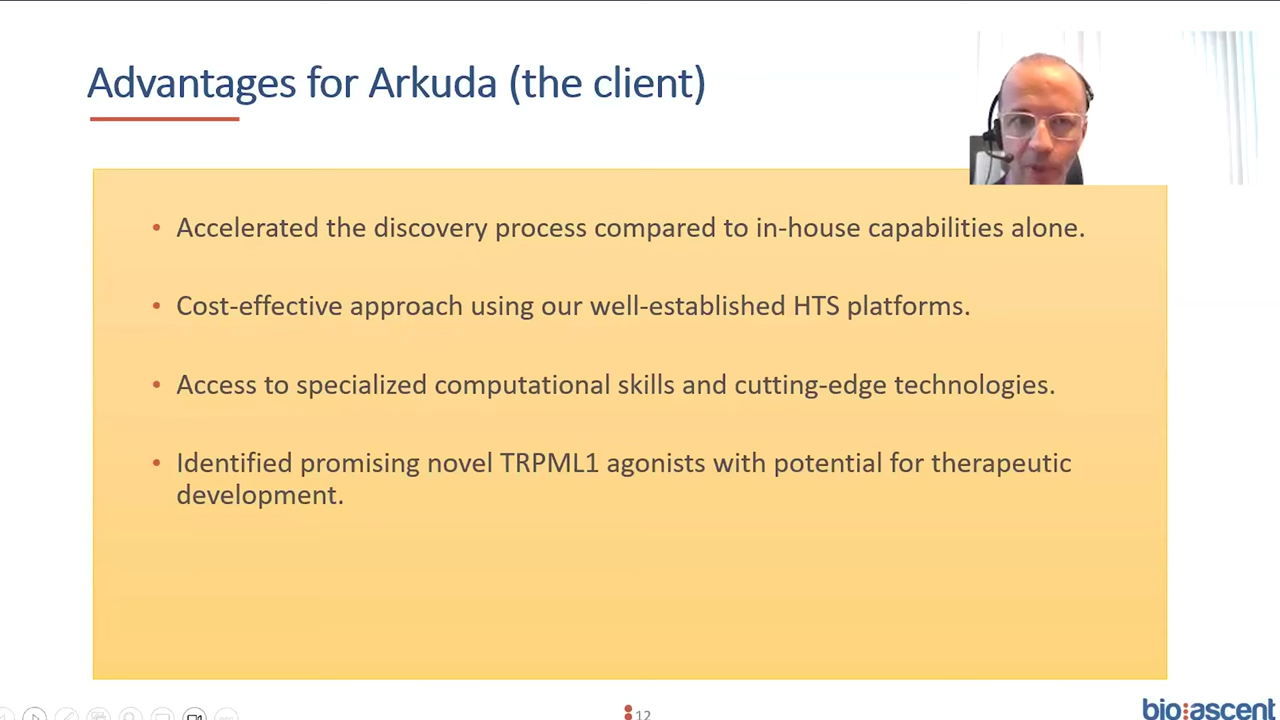 Advantages for Arkuda (the client)
• Accelerated the discovery process compared to in-house capabilities alone.
• Cost-effective approach using our well-established HTS platforms.
• Access to specialized computational skills and cutting-edge technologies.
• Identified promising novel TRPML1 agonists with potential for therapeutic
development.
12
bio:ascent